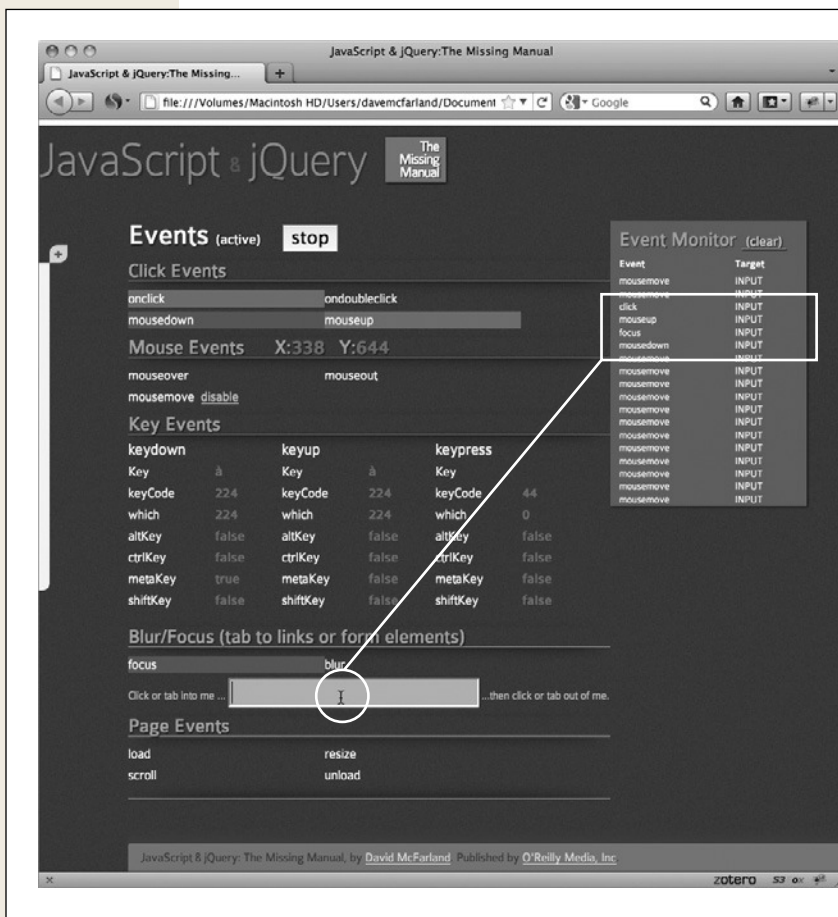 JavaScript & jQuery:The Missing Manual
JavaScript & jQuery:The Missing...
file:///Volumes/Macintosh HD/Users/davemcfarland/Document
Google
JavaScript & jQuery
The
Missing
Manual
Events (active) stop
Click Events
onclick ondoubleclick
mousedown mouseup
Mouse Events X:338 Y:644
mouseover mouseout
mousemove disable
Key Events
keydown keyup keypress
Key à Key à Key
keyCode 224 keyCode 224 keyCode 44
which 224 which 224 which 0
altKey false altKey false altKey false
ctrlKey false ctrlKey false ctrlKey false
metaKey true metaKey false metaKey false
shiftKey false shiftKey false shiftKey false
Blur/Focus (tab to links or form elements)
focus blur
Click or tab into me ... ...then click or tab out of me.
Page Events
load resize
scroll unload
Event Monitor (clear)
Event Target
mousemove INPUT
mousemove INPUT
click INPUT
mouseup INPUT
focus INPUT
mousedown INPUT
mousemove INPUT
mousemove INPUT
mousemove INPUT
mousemove INPUT
mousemove INPUT
mousemove INPUT
mousemove INPUT
mousemove INPUT
mousemove INPUT
mousemove INPUT
mousemove INPUT
mousemove INPUT
JavaScript & jQuery: The Missing Manual, by David McFarland. Published by O'Reilly Media, Inc.
zotero S3